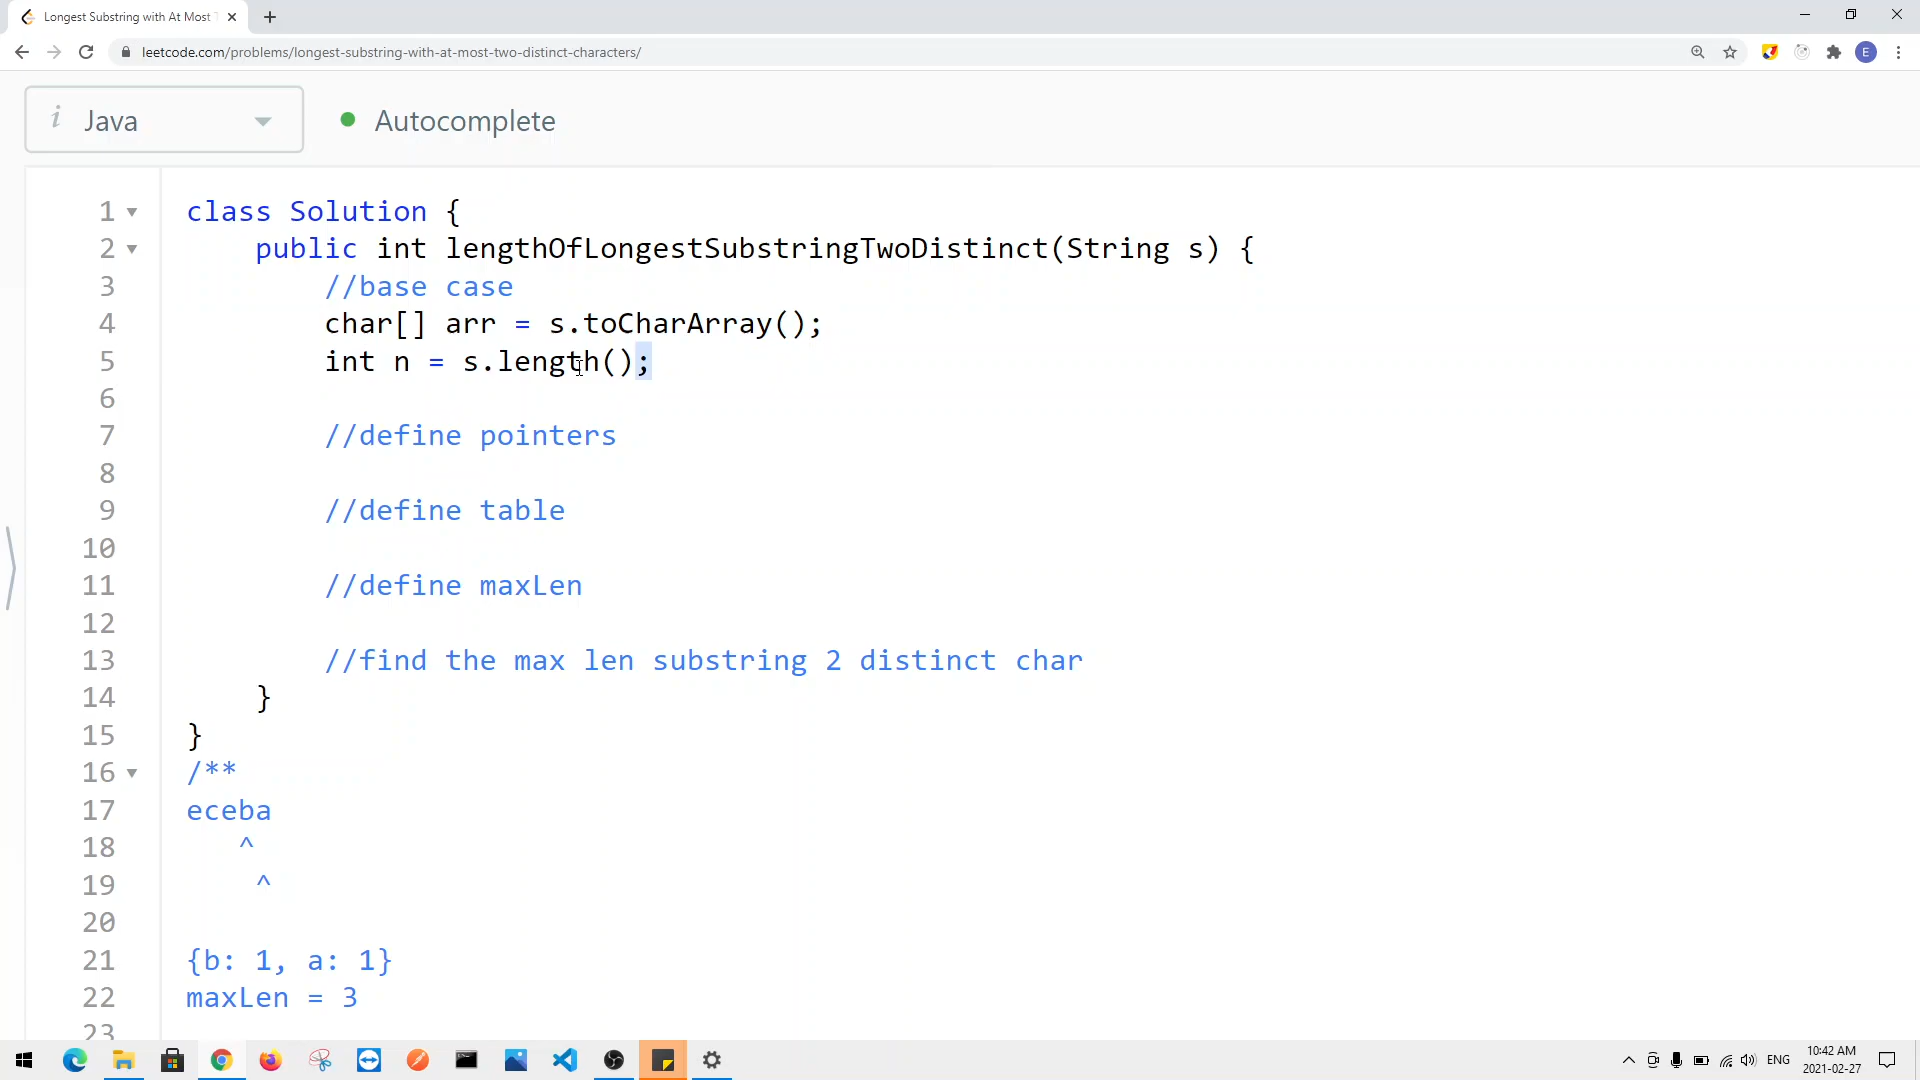 Longest Substring with At Most
leetcode.com/problems/longest-substring-with-at-most-two-distinct-characters/
E
i Java
Autocomplete
1 class Solution {
2 public int lengthOfLongestSubstringTwoDistinct(String s) {
3 //base case
4 char[] arr = s.toCharArray();
5 int n = s.length();
6
7 //define pointers
8
9 //define table
10
11 //define maxLen
12
13 //find the max len substring 2 distinct char
14 }
15 }
16 /**
17 eceba
18 ^
19 ^
20
21 {b: 1, a: 1}
22 maxLen = 3
23
ENG
10:42 AM
2021-02-27